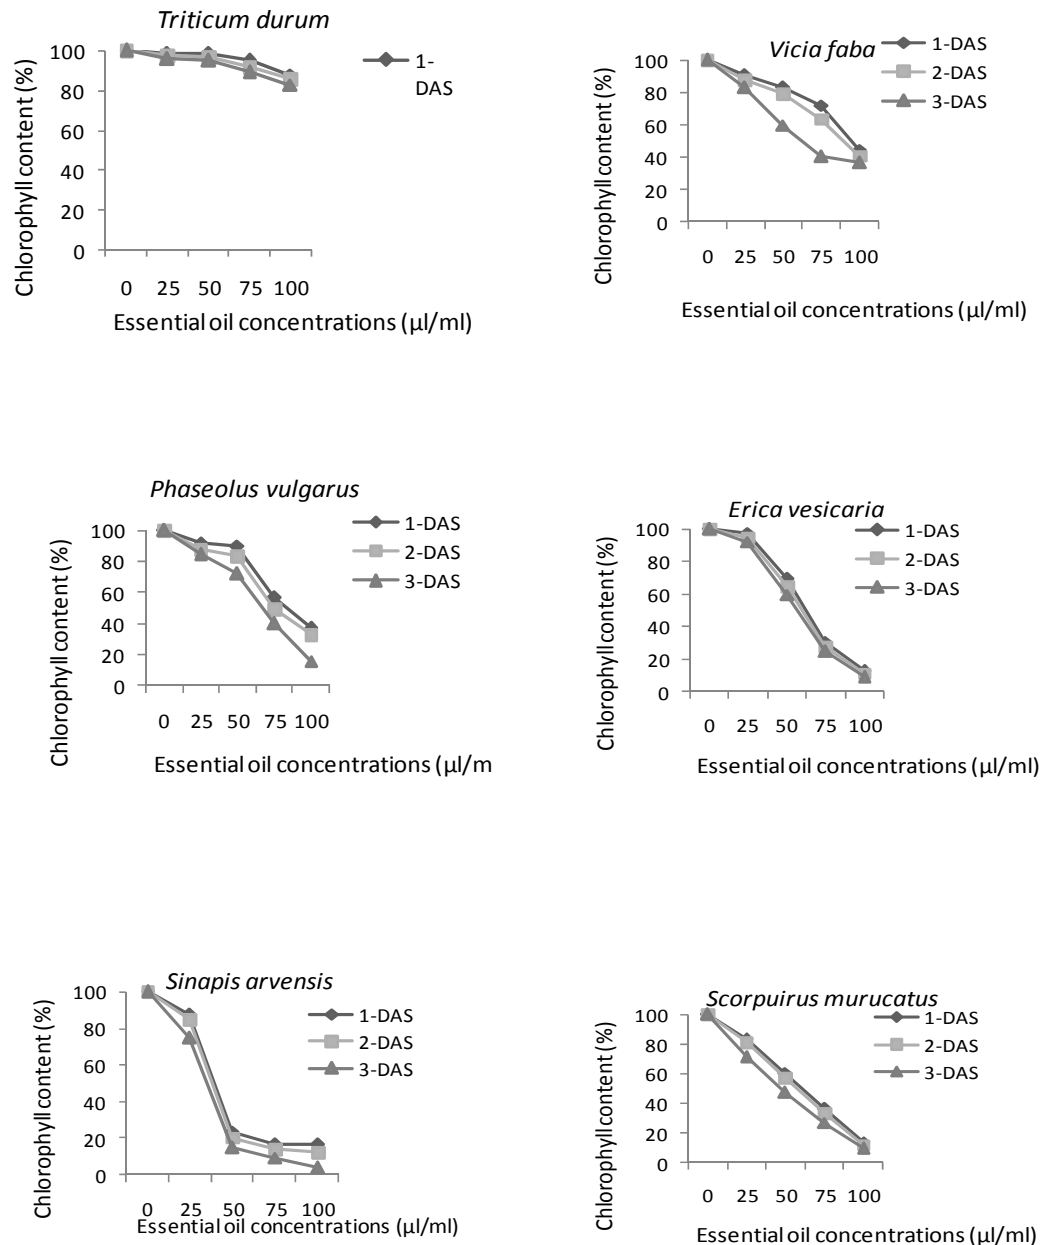 Triticum durum
Chlorophyll content (%)
100
80
60
40
20
0
0 25 50 75 100
Essential oil concentrations (µl/ml)
1-
DAS
Vicia faba
Chlorophyll content (%)
100
80
60
40
20
0
0 25 50 75 100
Essential oil concentrations (µl/ml)
1-DAS
2-DAS
3-DAS
Phaseolus vulgarus
Chlorophyll content (%)
100
80
60
40
20
0
0 25 50 75 100
Essential oil concentrations (µl/m
1-DAS
2-DAS
3-DAS
Erica vesicaria
Chlorophyll content (%)
100
80
60
40
20
0
0 25 50 75 100
Essential oil concentrations (µl/ml)
1-DAS
2-DAS
3-DAS
Sinapis arvensis
Chlorophyll content (%)
100
80
60
40
20
0
0 25 50 75 100
Essential oil concentrations (µl/ml)
1-DAS
2-DAS
3-DAS
Scorpuirus murucatus
Chlorophyll content (%)
100
80
60
40
20
0
0 25 50 75 100
Essential oil concentrations (µl/ml)
1-DAS
2-DAS
3-DAS